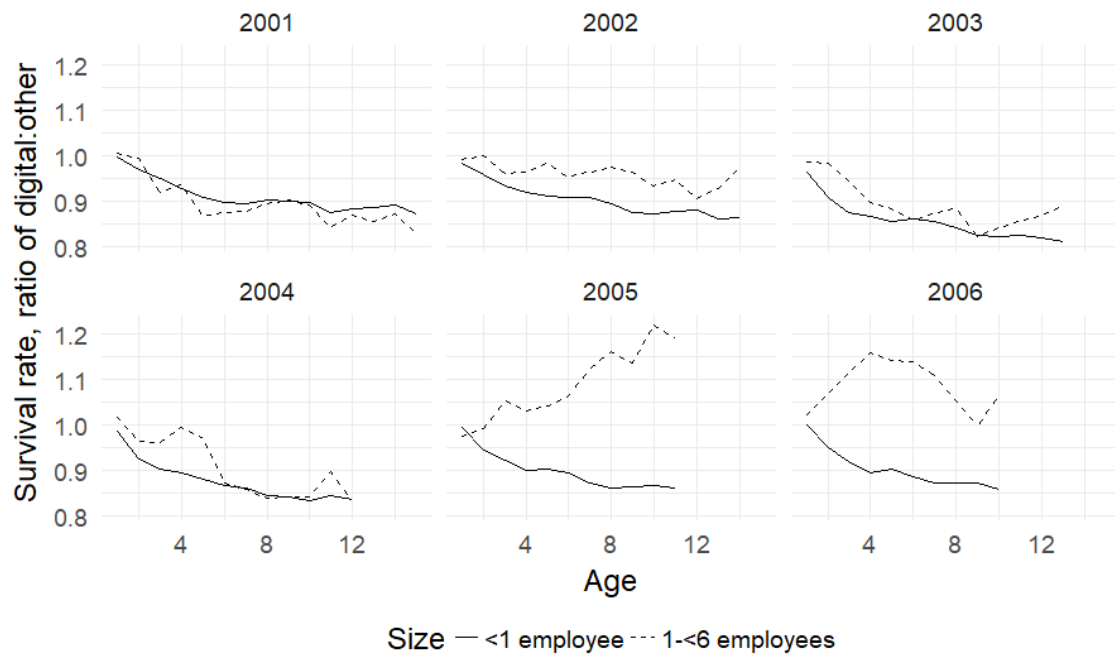 2001 2002 2003
Survival rate, ratio of digital:other
1.2
1.1
1.0
0.9
0.8
2004 2005 2006
1.2
1.1
1.0
0.9
0.8
4 8 12 4 8 12 4 8 12
Age
Size <1 employee 1-<6 employees